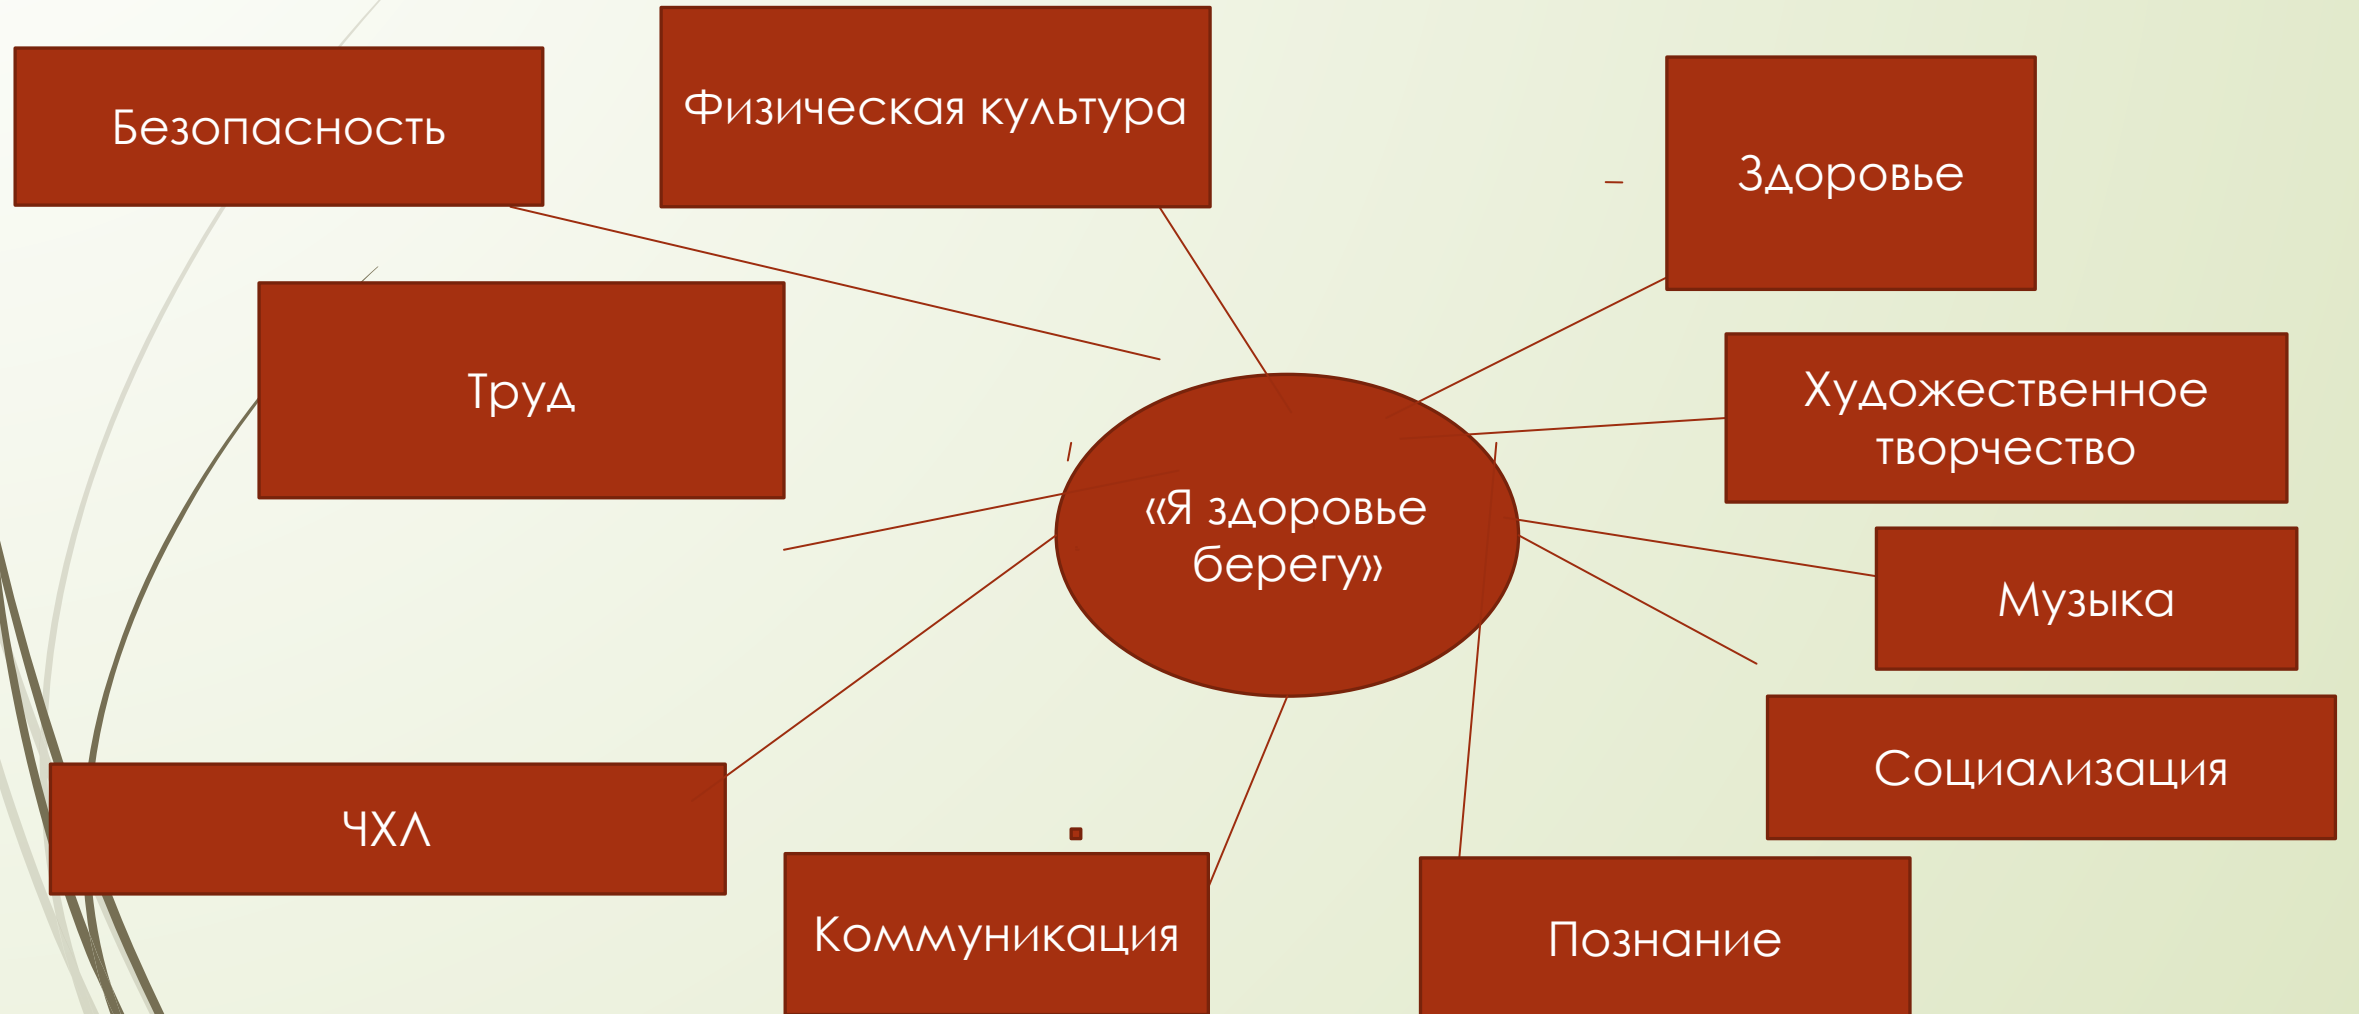 Безопасность
Физическая культура
Здоровье
Труд
Художественное
творчество
«Я здоровье
берегу»
Музыка
Социализация
ЧХЛ
Коммуникация
Познание